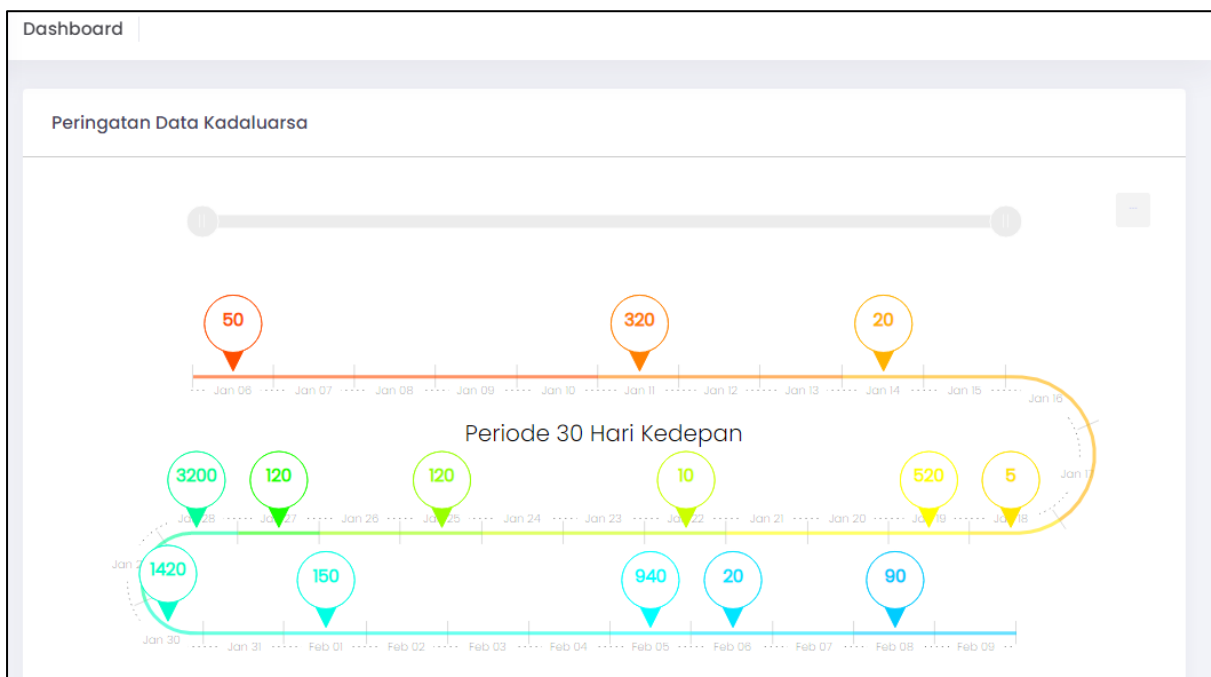 Dashboard
Peringatan Data Kadaluarsa
50 320 20
Jan 06 Jan 07 Jan 08 Jan 09 Jan 10 Jan 11 Jan 12 Jan 13 Jan 14 Jan 15
Jan 16
Periode 30 Hari Kedepan
Jan 17
3200 120 120 10 520 5
Jan 28 Jan 27 Jan 26 Jan 25 Jan 24 Jan 23 Jan 22 Jan 21 Jan 20 Jan 19 Jan 18
Jan
1420 150 940 20 90
Jan 30
Jan 31 Feb 01 Feb 02 Feb 03 Feb 04 Feb 05 Feb 06 Feb 07 Feb 08 Feb 09